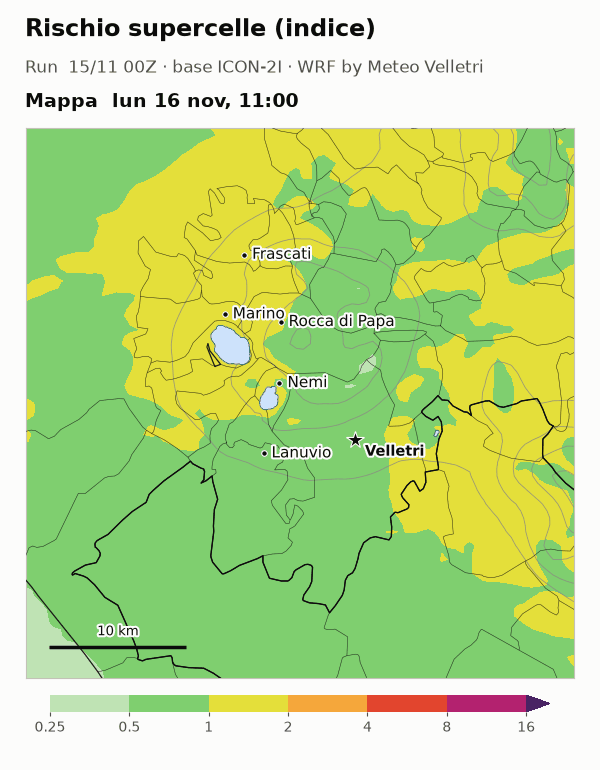 Rischio supercelle (indice)
Run  15/11 00Z · base ICON-2I · WRF by Meteo Velletri
Mappa  lun 16 nov, 11:00
Frascati
Marino
Rocca di Papa
Nemi
Velletri
Lanuvio
10 km
0.25 0.5 1 2 4 8 16